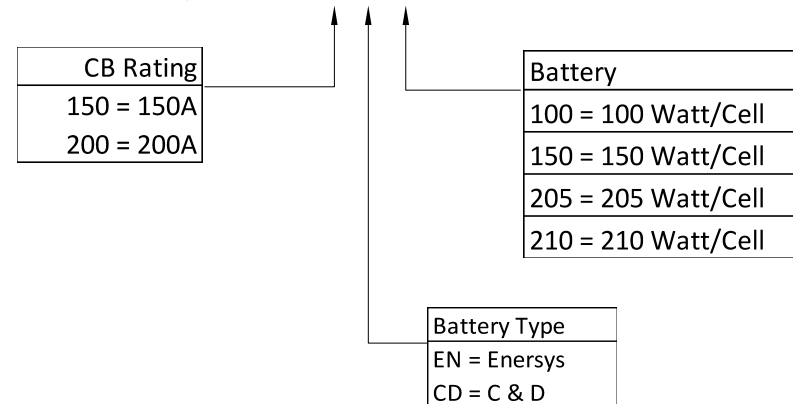 CB Rating
150 = 150A
200 = 200A
Battery
100 = 100 Watt/Cell
150 = 150 Watt/Cell
205 = 205 Watt/Cell
210 = 210 Watt/Cell
Battery Type
EN = Enersys
CD = C & D